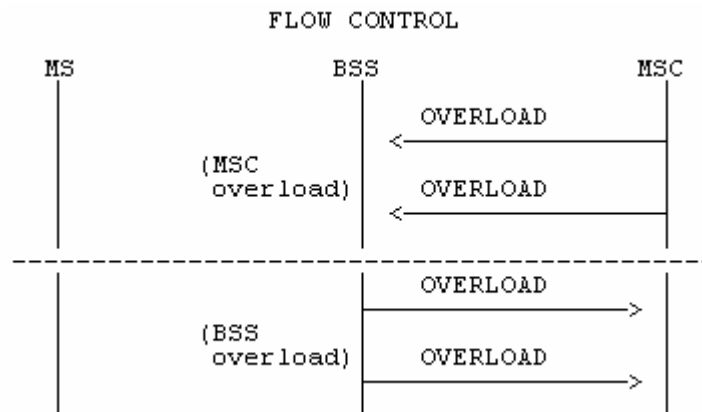 FLOW CONTROL
MS BSS MSC
OVERLOAD
(MSC
overload)
OVERLOAD
OVERLOAD
(BSS
overload)
OVERLOAD